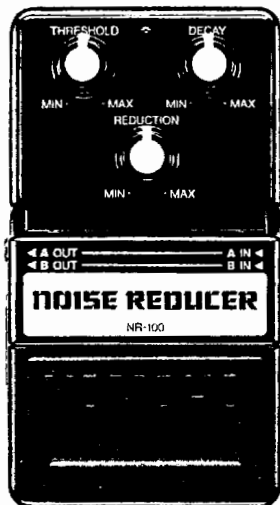 THRESHOLD DECAY
MIN MAX MIN MAX
REDUCTION
MIN MAX
◄ A OUT A IN ◄
◄ B OUT B IN ◄
NOISE REDUCER
NR-100